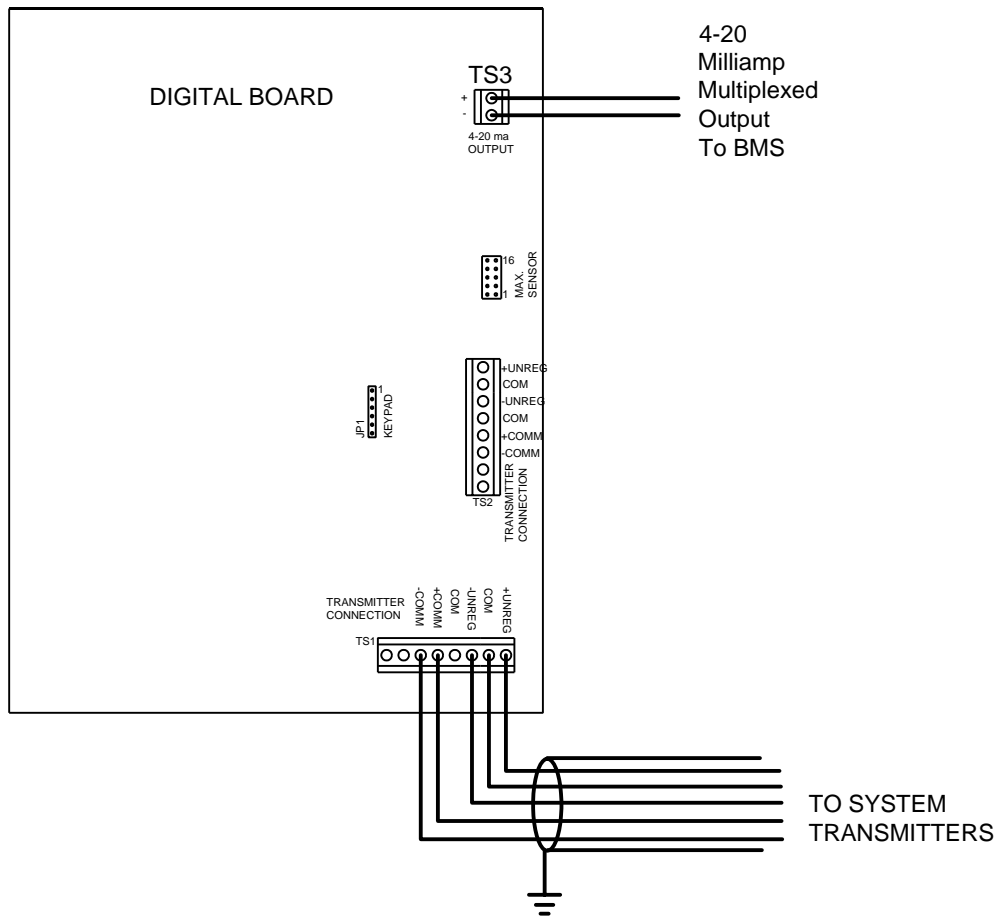 4-20
Milliamp
Multiplexed
Output
To BMS
DIGITAL BOARD
TS3
+
-
4-20 ma
OUTPUT
16
1
MAX.
SENSOR
+UNREG
COM
-UNREG
COM
+COMM
-COMM
TRANSMITTER
CONNECTION
TS2
1
JP1
KEYPAD
TRANSMITTER
CONNECTION
-COMM
+COMM
COM
-UNREG
COM
+UNREG
TS1
TO SYSTEM
TRANSMITTERS